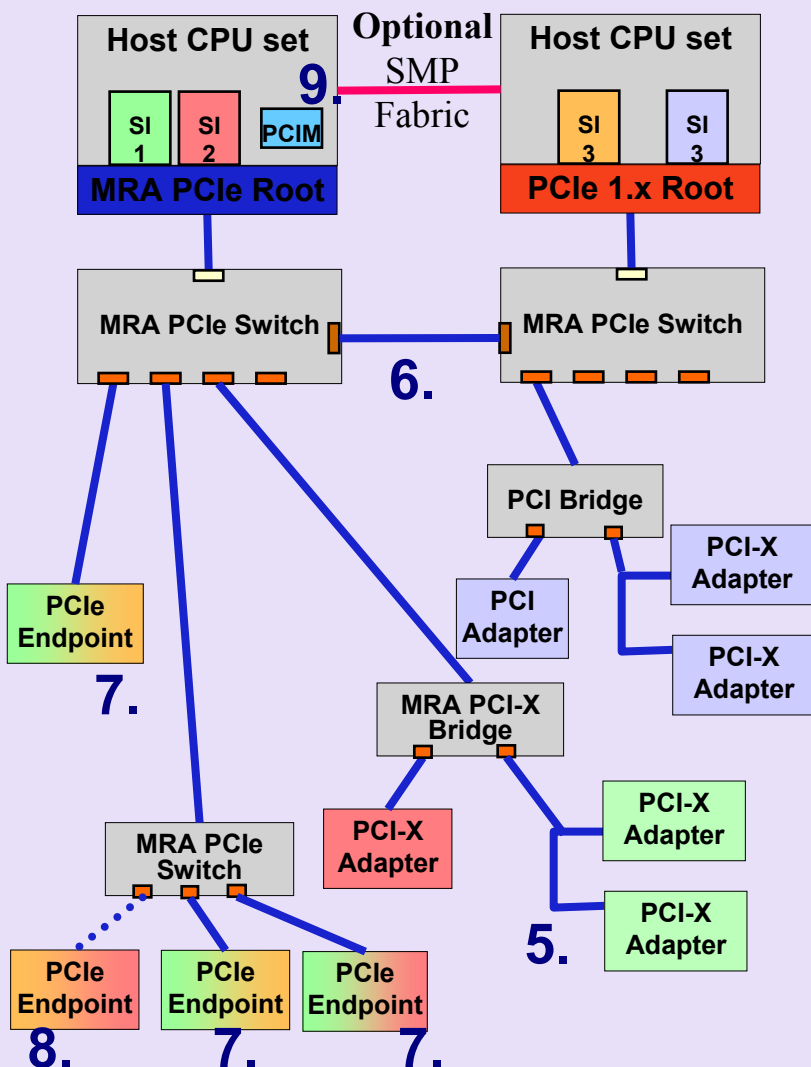 Host CPU set
Optional
SMP
Fabric
Host CPU set
9.
SI
1
SI
2
PCIM
SI
3
SI
3
MRA PCIe Root
PCIe 1.x Root
MRA PCIe Switch
MRA PCIe Switch
6.
PCI Bridge
PCI-X
Adapter
PCI
Adapter
PCIe
Endpoint
7.
PCI-X
Adapter
MRA PCI-X
Bridge
PCI-X
Adapter
PCI-X
Adapter
MRA PCIe
Switch
PCI-X
Adapter
5.
PCIe
Endpoint
PCIe
Endpoint
PCIe
Endpoint
8.
7.
7.